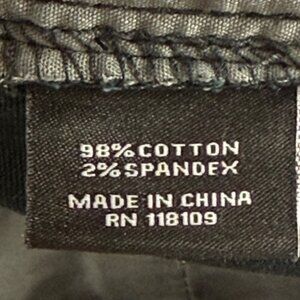 98% COTTON
2% SPANDEX
MADE IN CHINA
RN 118109